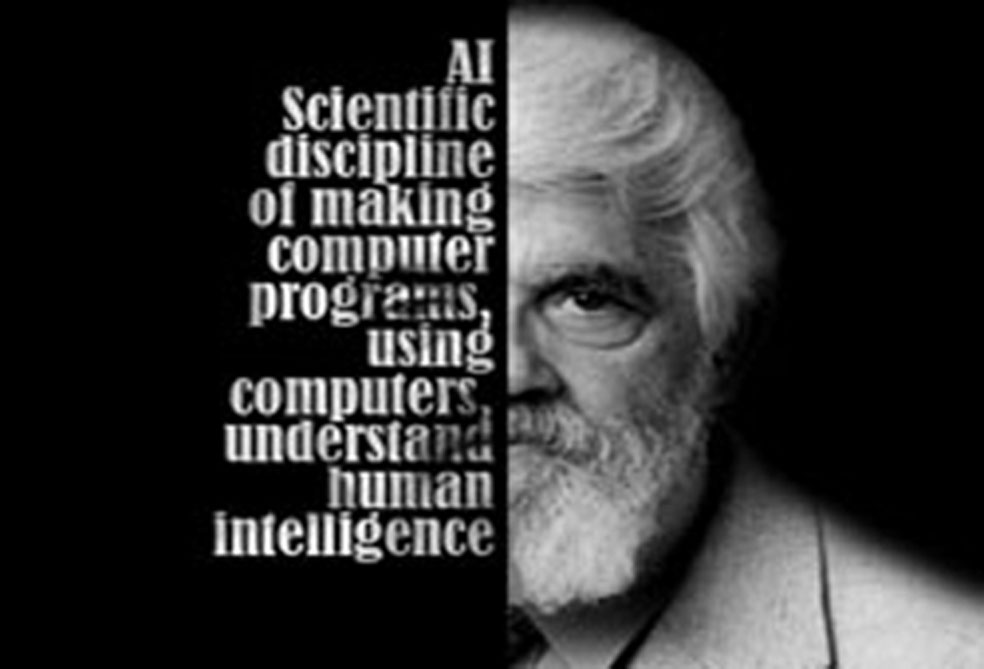 AI
Scientific
discipline
of making
computer
programs,
using
computers,
understand
human
intelligence